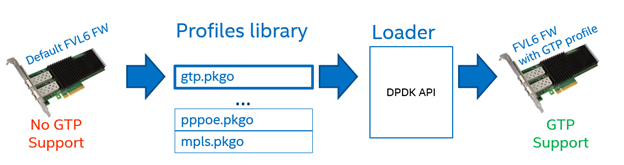 Default FVL6 FW
No GTP
Support
Profiles library
gtp.pkgo
...
pppoe.pkgo
mpls.pkgo
Loader
DPDK API
FVL6 FW
with GTP profile
GTP
Support